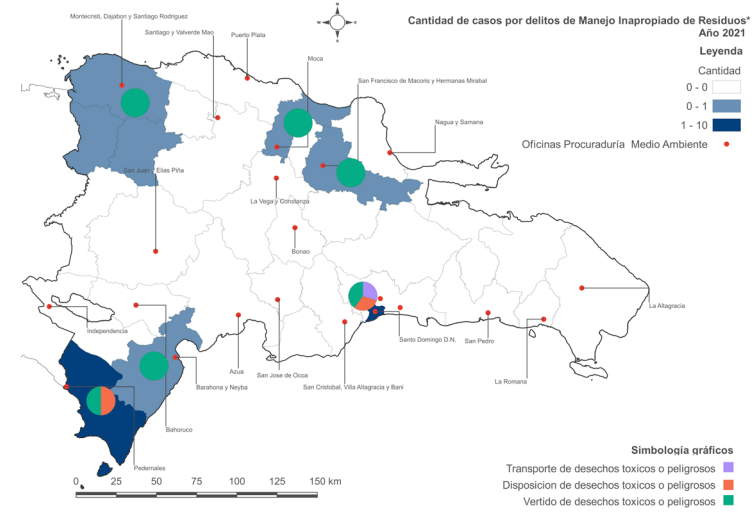 Cantidad de casos por delitos de Manejo Inapropiado de Residuos*
Año 2021
Leyenda
Cantidad
0 - 0
0 - 1
1 - 10
Oficinas Procuraduría Medio Ambiente
N
W
E
S
Montecristi, Dajabon y Santiago Rodriguez
Santiago y Valverde Mao
Puerto Plata
Moca
San Francisco de Macoris y Hermanas Mirabal
Nagua y Samana
San Juan y Elias Piña
La Vega y Constanza
Bonao
La Altagracia
Independencia
Azua
San Jose de Ocoa
Santo Domingo D.N.
San Pedro
La Romana
San Cristobal, Villa Altagracia y Bani
Barahona y Neyba
Bahoruco
Pedernales
0 25 50 75 100 150 km
Simbología gráficos
Transporte de desechos toxicos o peligrosos
Disposicion de desechos toxicos o peligrosos
Vertido de desechos toxicos o peligrosos